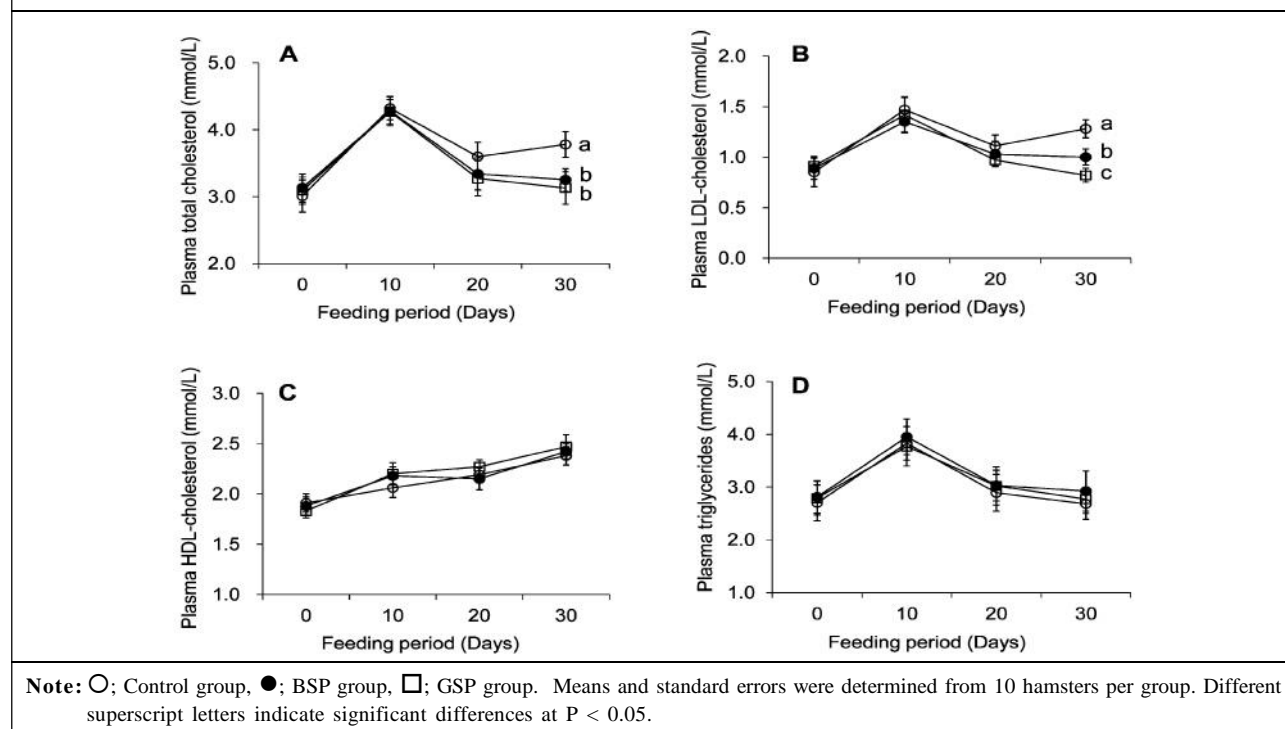 A
Plasma total cholesterol (mmol/L)
5.0
4.0
3.0
2.0
a
b
b
0 10 20 30
Feeding period (Days)
B
Plasma LDL-cholesterol (mmol/L)
2.0
1.5
1.0
0.5
0.0
a
b
c
0 10 20 30
Feeding period (Days)
C
Plasma HDL-cholesterol (mmol/L)
3.0
2.5
2.0
1.5
1.0
0 10 20 30
Feeding period (Days)
D
Plasma triglycerides (mmol/L)
5.0
4.0
3.0
2.0
1.0
0 10 20 30
Feeding period (Days)
Note: ○; Control group, ●; BSP group, □; GSP group. Means and standard errors were determined from 10 hamsters per group. Different
superscript letters indicate significant differences at P < 0.05.